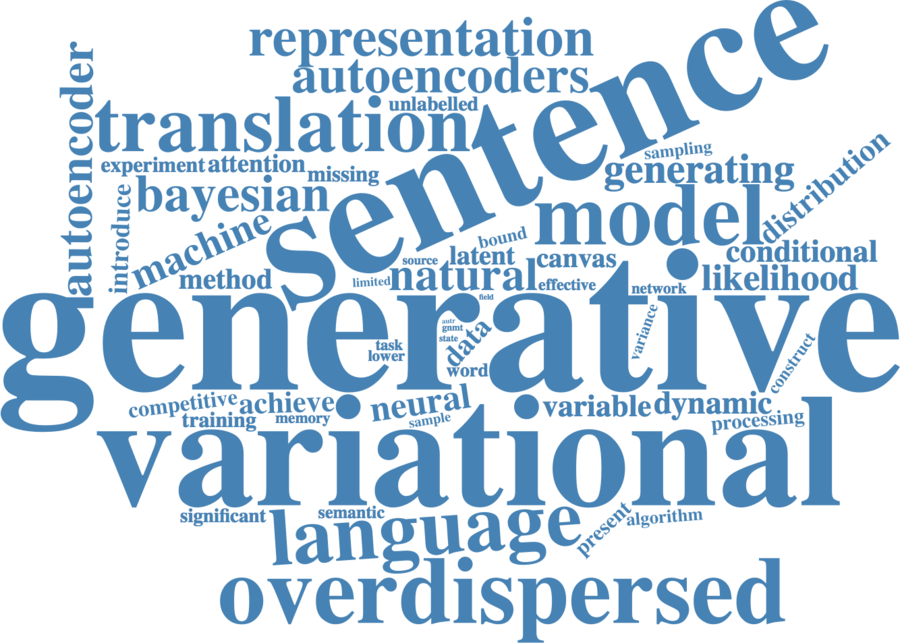 representation
autoencoders
sentence
autoencoder
unlabelled
translation
experiment
attention
missing
sampling
generating
distribution
introduce
bayesian
machine
model
method
source
latent
bound
canvas
conditional
natural
limited
effective
network
likelihood
generative
field
autr
gnmt
state
data
task
lower
word
variance
construct
competitive
achieve
training
memory
neural
sample
variable
dynamic
processing
variational
significant
semantic
language
present
algorithm
overdispersed